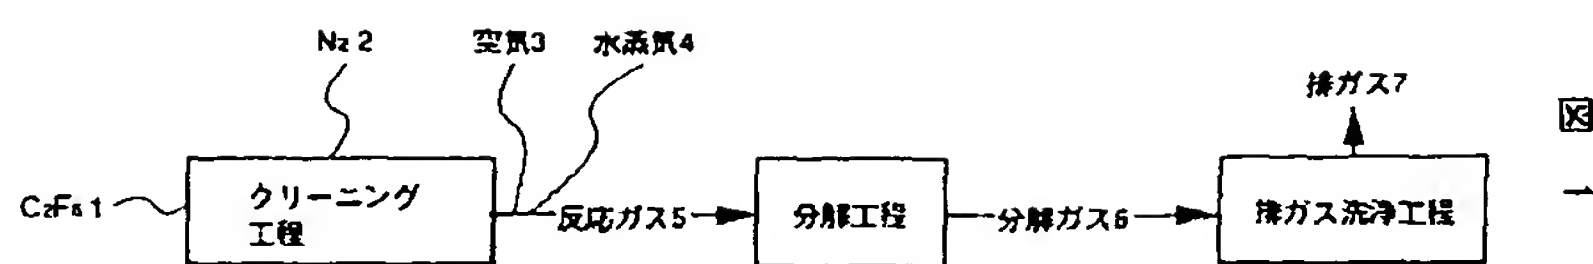 N₂ 2
空気3
水蒸気4
排ガス7
図
1
C₂F₆ 1
クリーニング
工程
反応ガス5
分解工程
分解ガス6
排ガス洗浄工程